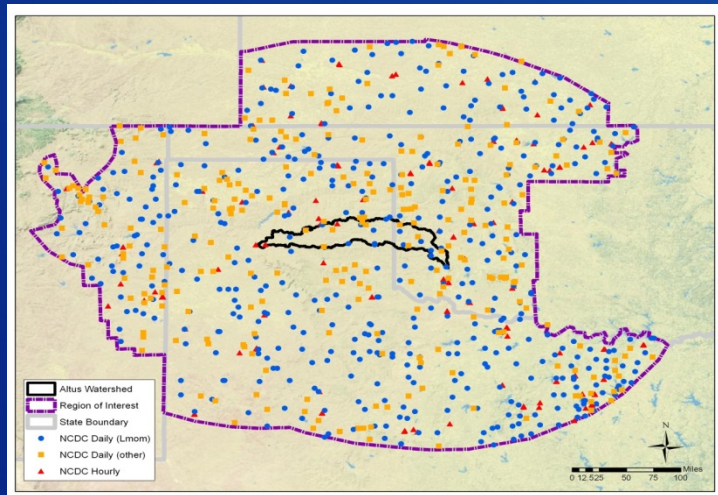 Altus Watershed
Region of Interest
State Boundary
NCDC Daily (Lmom)
NCDC Daily (other)
NCDC Hourly
N
Miles
0 12.525 50 75 100